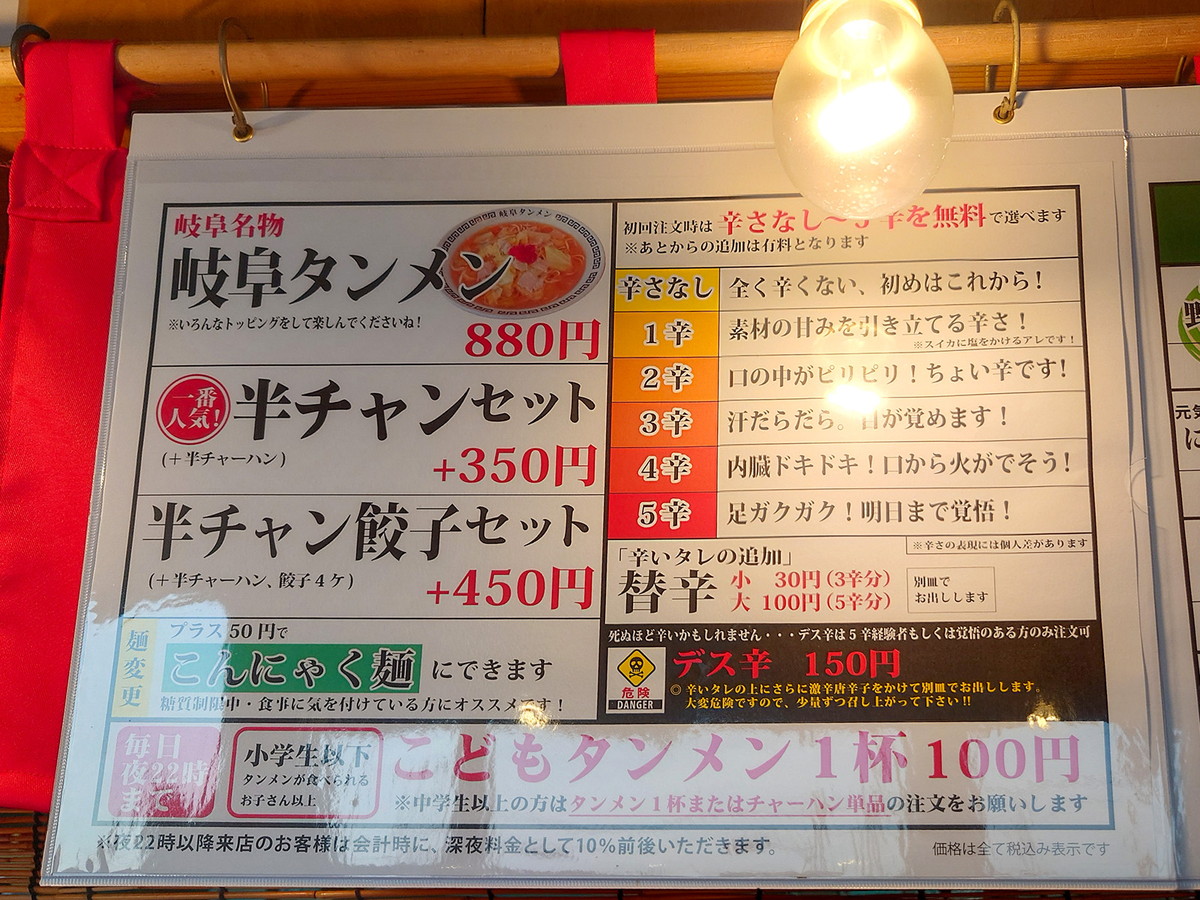 岐阜名物
岐阜タンメン
岐阜タンメン
※いろんなトッピングをして楽しんでくださいね！
880円
一番
人気！
半チャンセット
(＋半チャーハン)
+350円
半チャン餃子セット
(＋半チャーハン、餃子４ケ)
+450円
麺変更
プラス50円で
こんにゃく麺 にできます
糖質制限中・食事に気を付けている方にオススメです！
初回注文時は 辛さなし〜5辛を無料で選べます
※あとからの追加は有料となります
辛さなし 全く辛くない、初めはこれから！
1辛 素材の甘みを引き立てる辛さ！
※スイカに塩をかけるアレです！
2辛 口の中がピリピリ！ちょい辛です！
3辛 汗だらだら。目が覚めます！
4辛 内臓ドキドキ！口から火がでそう！
5辛 足ガクガク！明日まで覚悟！
※辛さの表現には個人差があります
「辛いタレの追加」
替辛
小 30円(3辛分)
大 100円(5辛分)
別皿で
お出しします
死ぬほど辛いかもしれません・・・デス辛は5辛経験者もしくは覚悟のある方のみ注文可
危険
DANGER
デス辛 150円
◎辛いタレの上にさらに激辛唐辛子をかけて別皿でお出しします。
大変危険ですので、少量ずつ召し上がって下さい!!
毎日
夜22時
まで
小学生以下
タンメンが食べられる
お子さん以上
こどもタンメン1杯100円
※中学生以上の方はタンメン1杯またはチャーハン単品の注文をお願いします
※夜22時以降来店のお客様は会計時に、深夜料金として10％前後いただきます。
価格は全て税込み表示です
元気
に